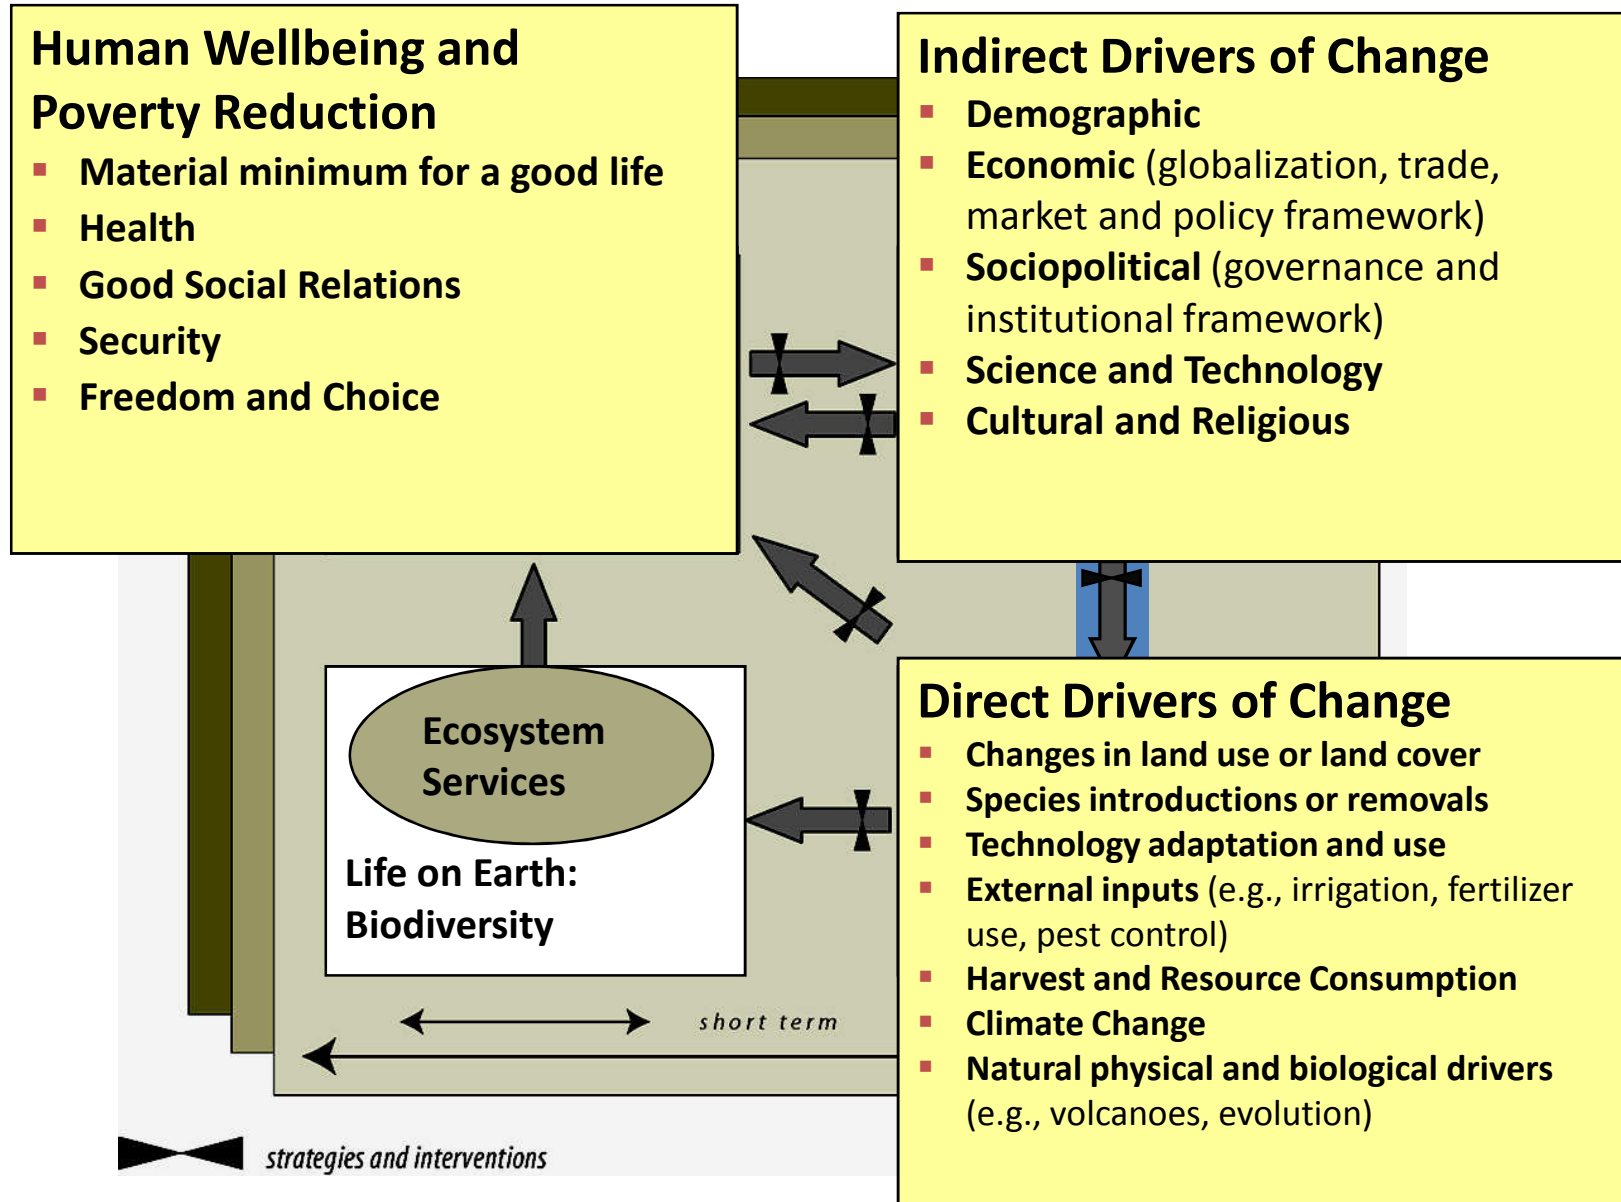 Human Wellbeing and
Poverty Reduction
▪ Material minimum for a good life
▪ Health
▪ Good Social Relations
▪ Security
▪ Freedom and Choice
Indirect Drivers of Change
▪ Demographic
▪ Economic (globalization, trade,
market and policy framework)
▪ Sociopolitical (governance and
institutional framework)
▪ Science and Technology
▪ Cultural and Religious
Ecosystem
Services
Life on Earth:
Biodiversity
short term
Direct Drivers of Change
▪ Changes in land use or land cover
▪ Species introductions or removals
▪ Technology adaptation and use
▪ External inputs (e.g., irrigation, fertilizer
use, pest control)
▪ Harvest and Resource Consumption
▪ Climate Change
▪ Natural physical and biological drivers
(e.g., volcanoes, evolution)
strategies and interventions